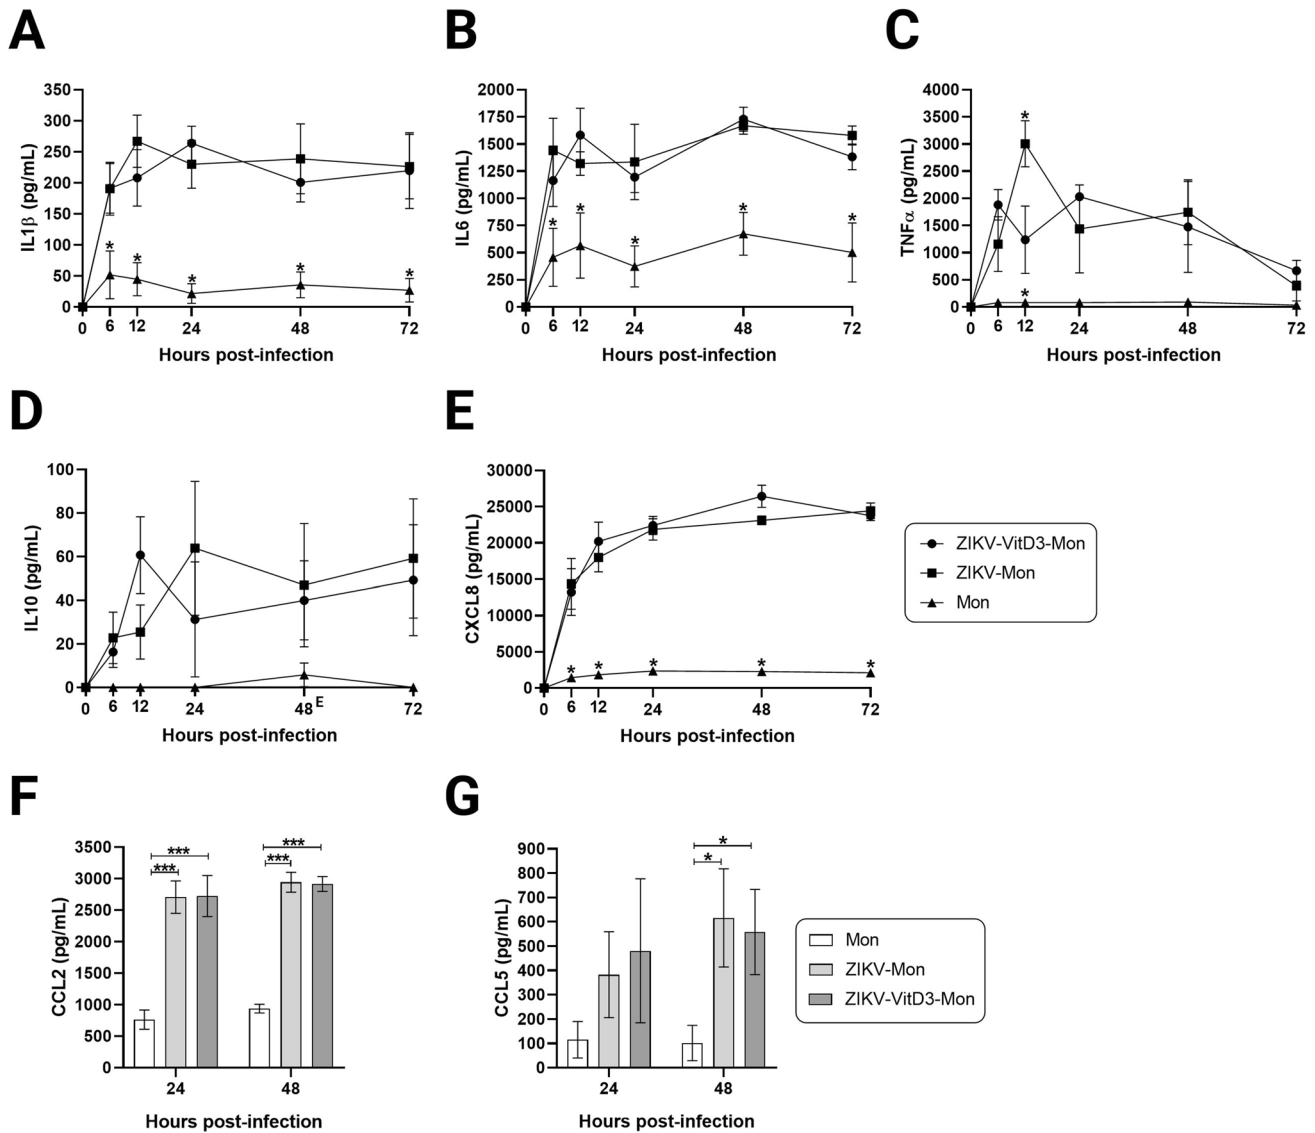 A
B
C
350
300
250
200
150
100
50
0
IL1β (pg/mL)
*
*
*
*
*
0 6 12 24 48 72
Hours post-infection
2000
1750
1500
1250
1000
750
500
250
0
IL6 (pg/mL)
*
*
*
*
*
0 6 12 24 48 72
Hours post-infection
4000
3500
3000
2500
2000
1500
1000
500
0
TNFα (pg/mL)
*
*
0 6 12 24 48 72
Hours post-infection
D
E
100
80
60
40
20
0
IL10 (pg/mL)
0 6 12 24 48 E 72
Hours post-infection
30000
25000
20000
15000
10000
5000
0
CXCL8 (pg/mL)
*
*
*
*
*
0 6 12 24 48 72
Hours post-infection
ZIKV-VitD3-Mon
ZIKV-Mon
Mon
F
G
3500
3000
2500
2000
1500
1000
500
0
CCL2 (pg/mL)
***
***
***
***
24 48
Hours post-infection
900
800
700
600
500
400
300
200
100
0
CCL5 (pg/mL)
*
*
24 48
Hours post-infection
Mon
ZIKV-Mon
ZIKV-VitD3-Mon